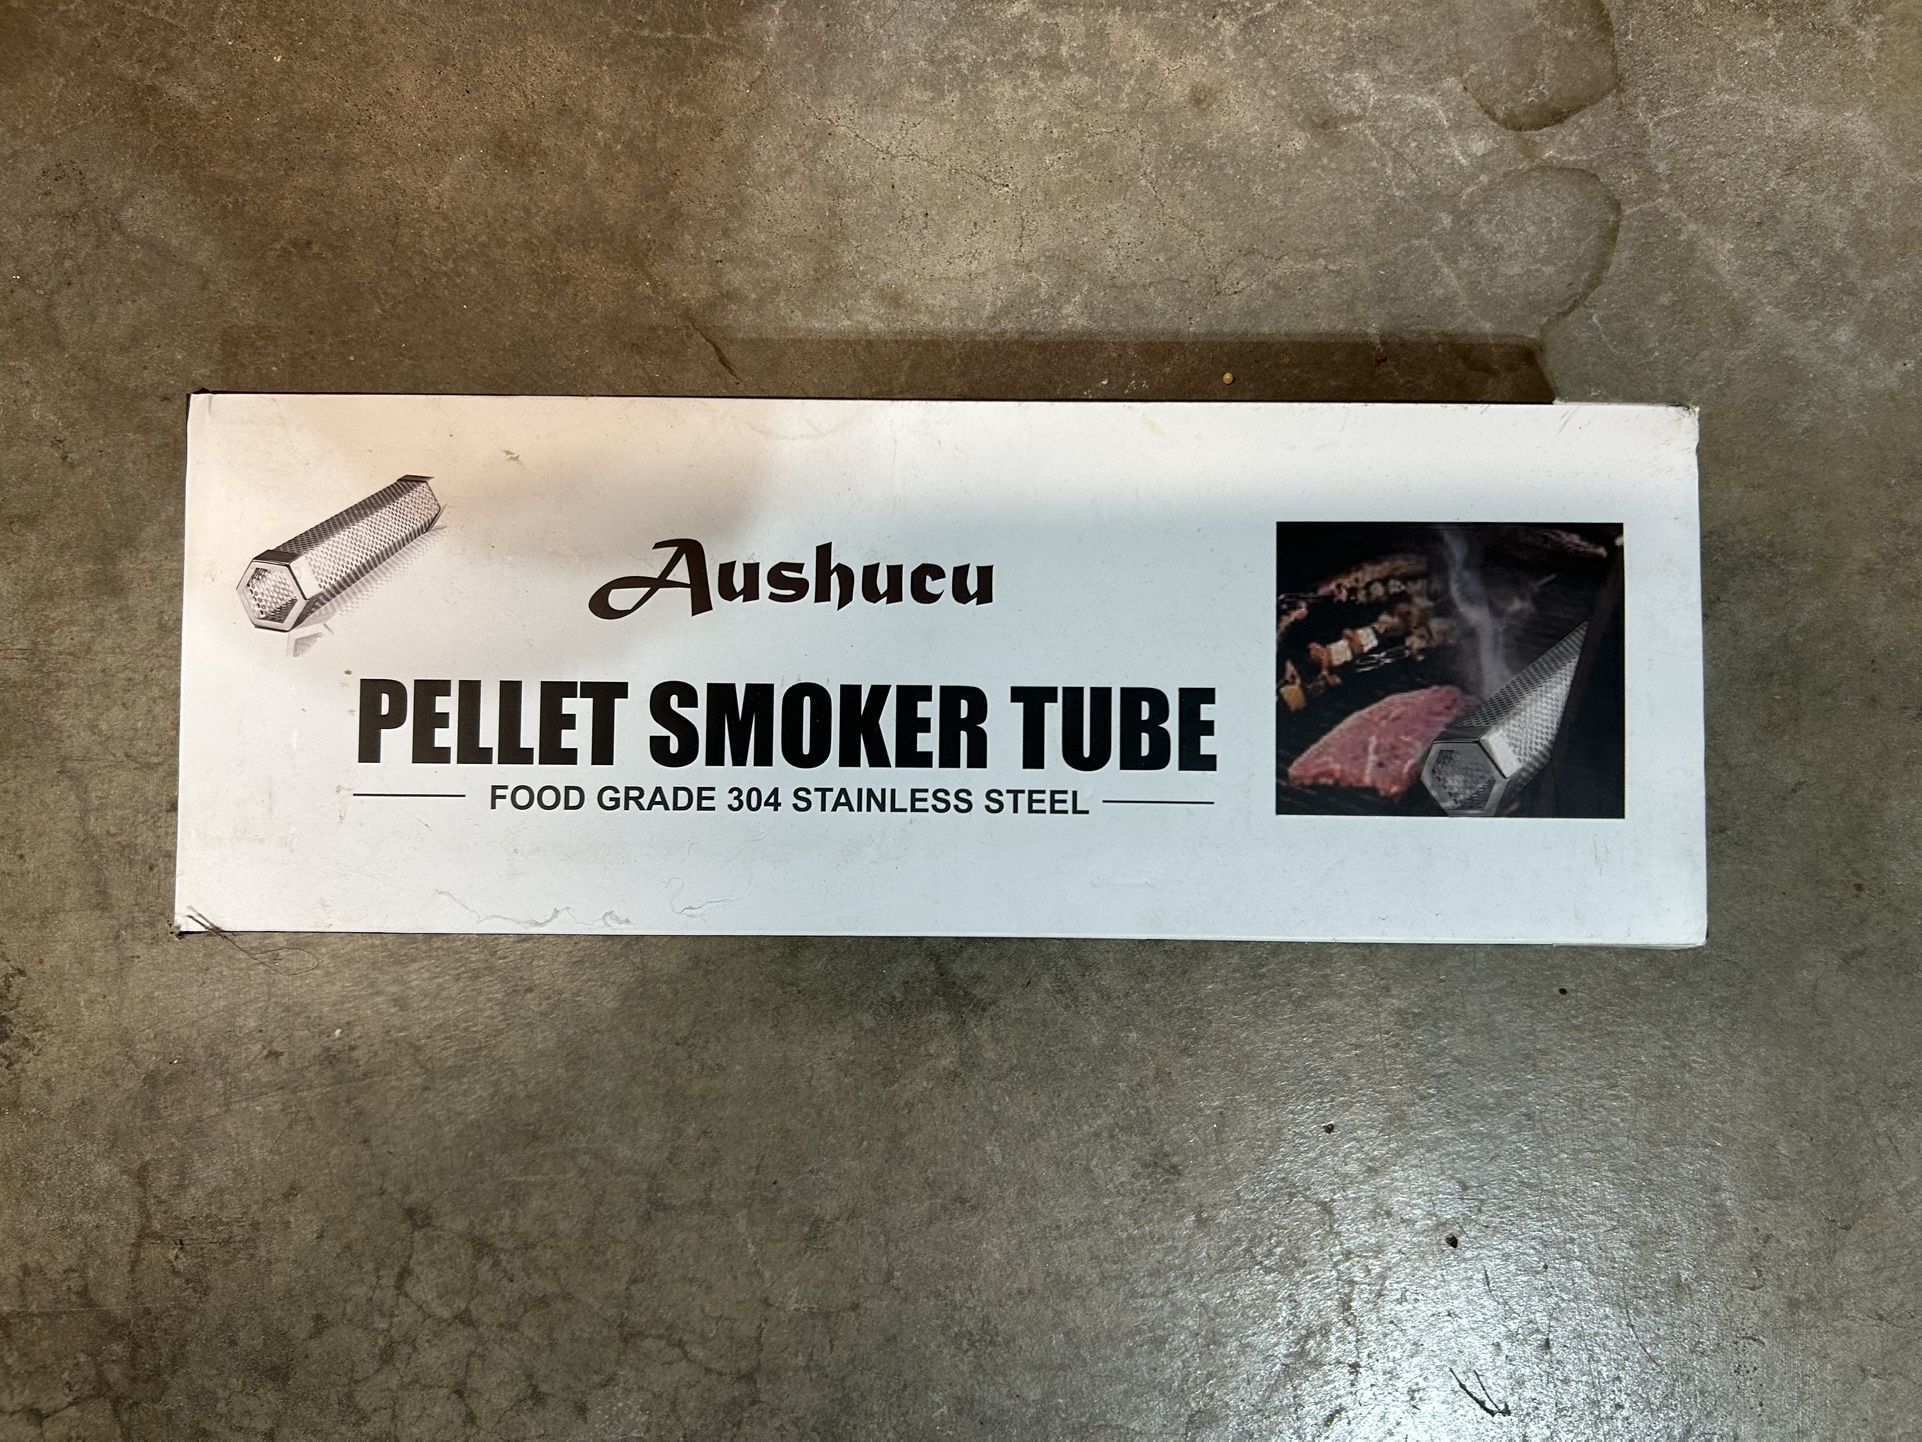 Aushucu
PELLET SMOKER TUBE
FOOD GRADE 304 STAINLESS STEEL